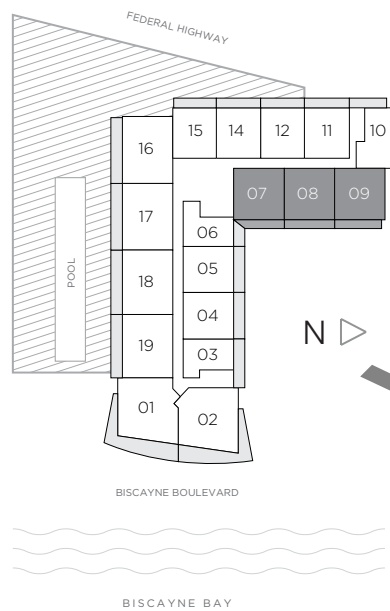 FEDERAL HIGHWAY
15 14 12 11 10
16
07 08 09
17
06
POOL
05
18
04
N
19
03
01
02
BISCAYNE BOULEVARD
BISCAYNE BAY